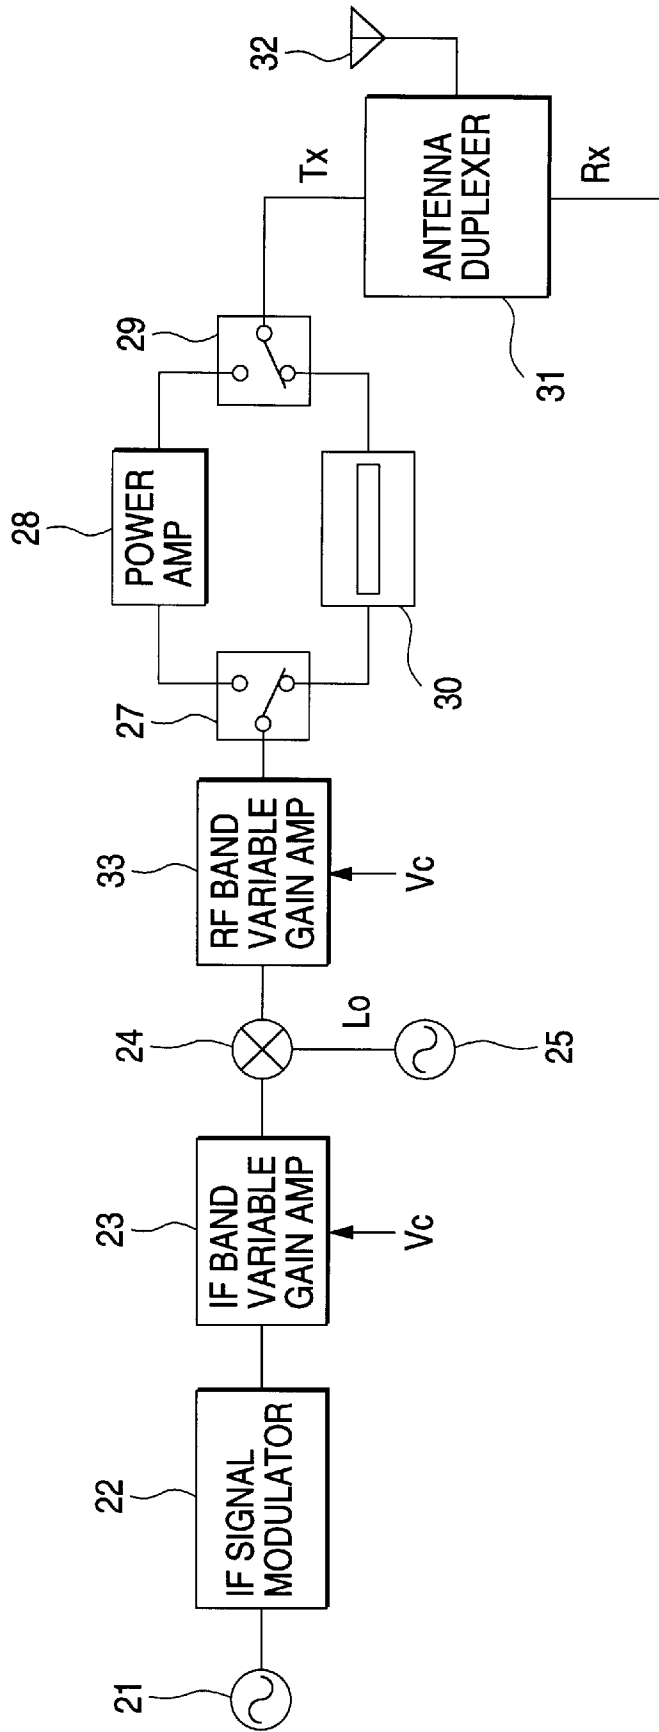 21
22
IF SIGNAL
MODULATOR
23
IF BAND
VARIABLE
GAIN AMP
Vc
24
Lo
25
33
RF BAND
VARIABLE
GAIN AMP
Vc
27
28
POWER
AMP
30
29
Tx
ANTENNA
DUPLEXER
31
32
Rx